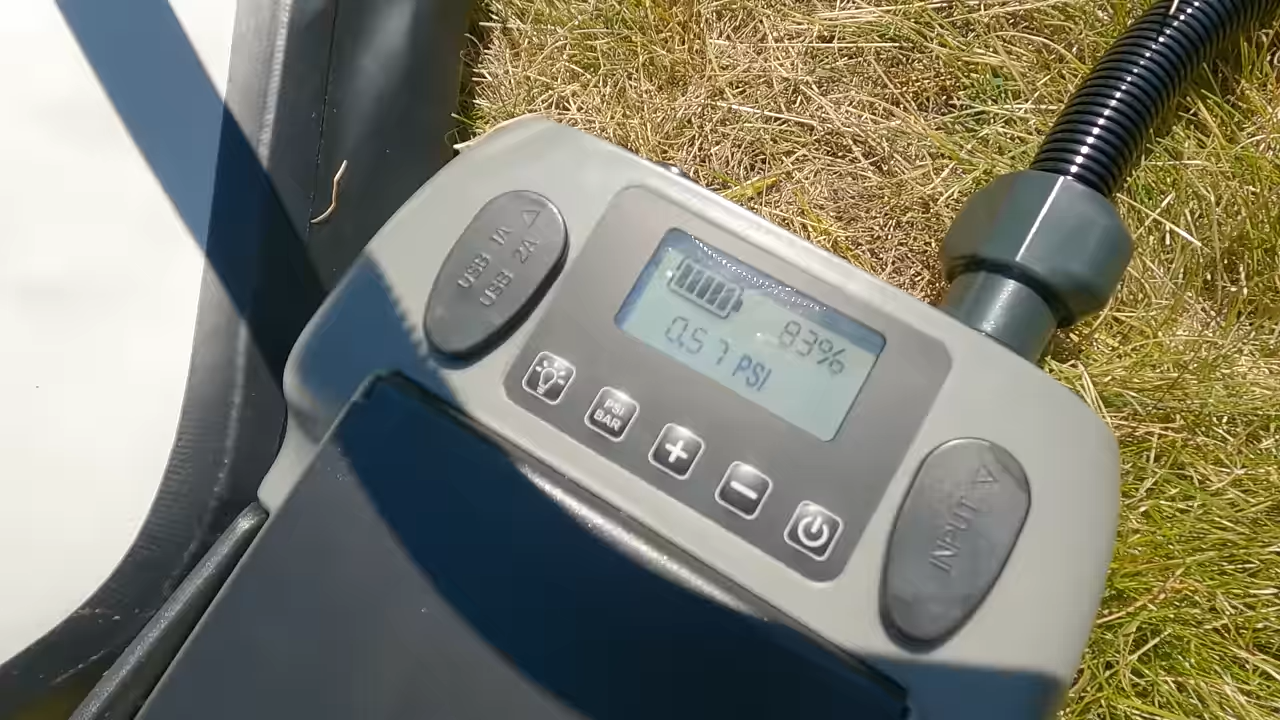 USB 1A
USB 2A
83%
0.57 PSI
PSI
BAR
INPUT